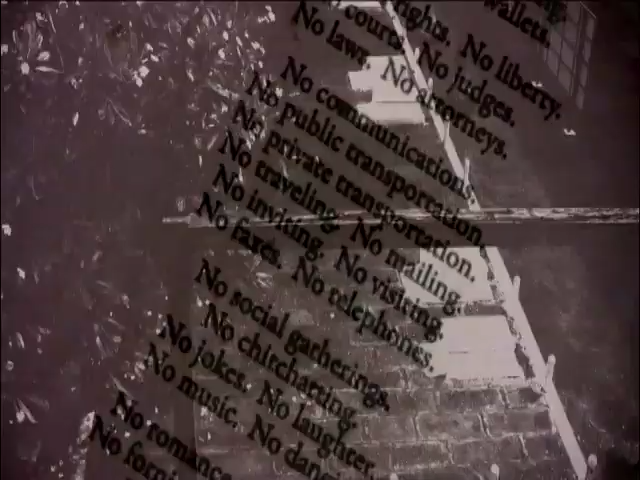 wallets.
rights. No liberty.
courts. No judges.
No laws. No attorneys.
No communications.
No public transportation.
No private transportation.
No traveling. No mailing.
No inviting. No visiting.
No faxes. No telephones.
No social gatherings.
No chitchatting.
No jokes. No laughter.
No music. No
No romance
No